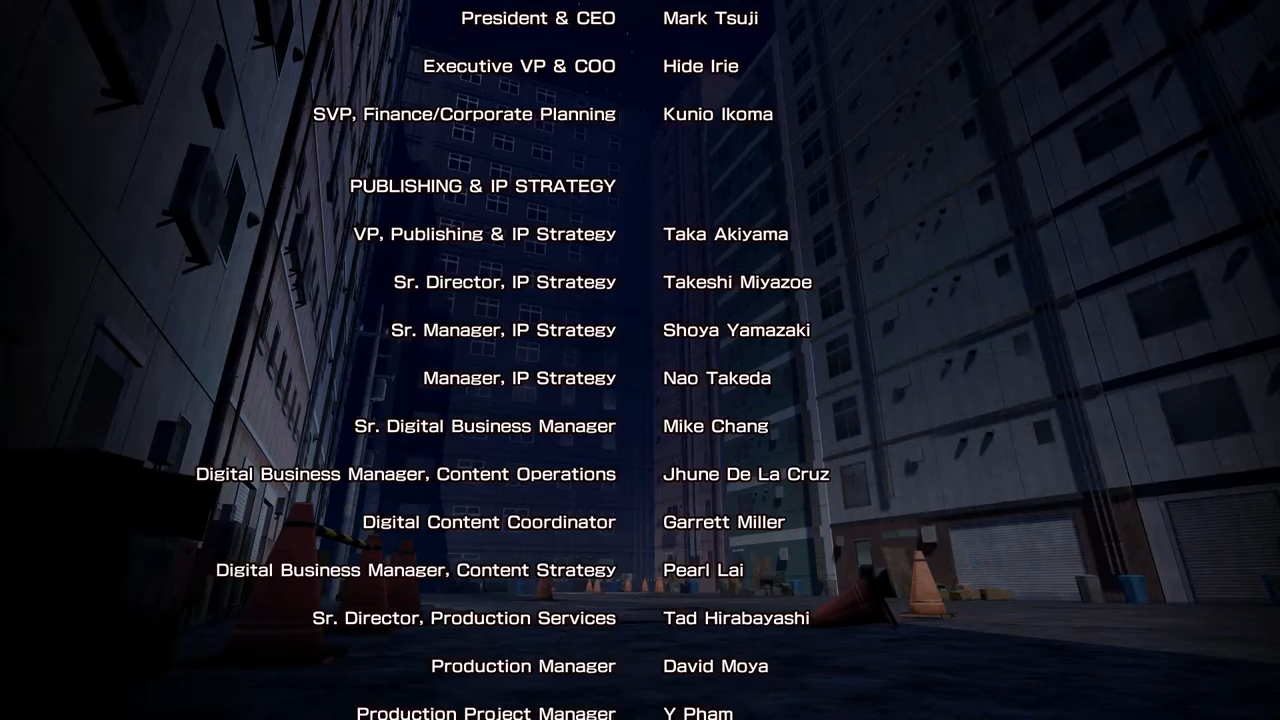 President & CEO Mark Tsuji
Executive VP & COO Hide Irie
SVP, Finance/Corporate Planning Kunio Ikoma
PUBLISHING & IP STRATEGY
VP, Publishing & IP Strategy Taka Akiyama
Sr. Director, IP Strategy Takeshi Miyazoe
Sr. Manager, IP Strategy Shoya Yamazaki
Manager, IP Strategy Nao Takeda
Sr. Digital Business Manager Mike Chang
Digital Business Manager, Content Operations Jhune De La Cruz
Digital Content Coordinator Garrett Miller
Digital Business Manager, Content Strategy Pearl Lai
Sr. Director, Production Services Tad Hirabayashi
Production Manager David Moya
Production Project Manager Y Pham